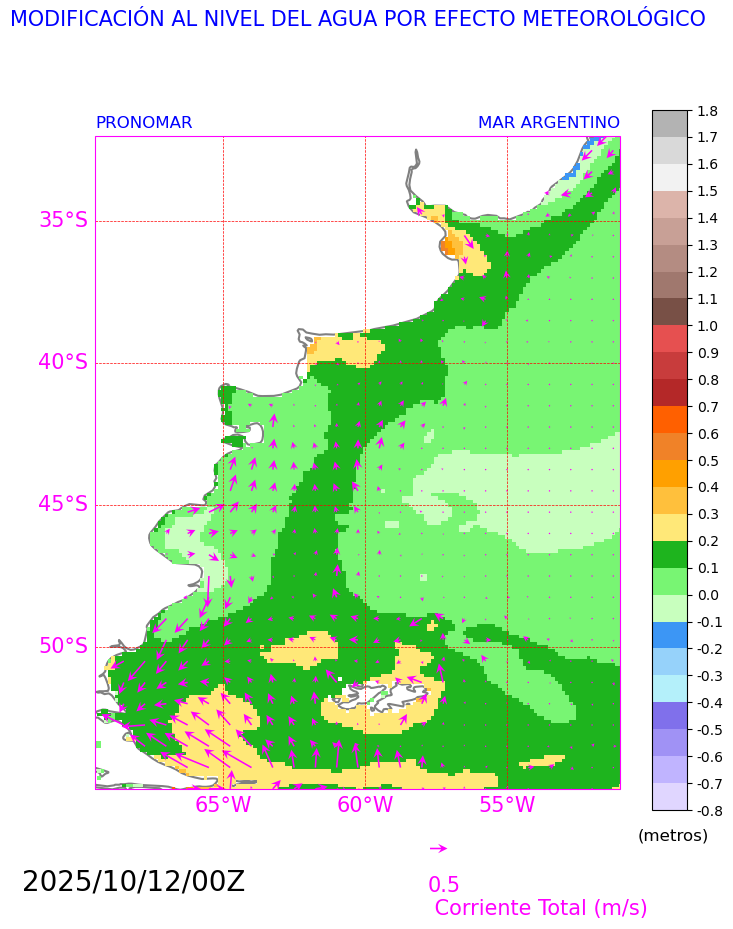 MODIFICACIÓN AL NIVEL DEL AGUA POR EFECTO METEOROLÓGICO
PRONOMAR MAR ARGENTINO
1.8
1.7
1.6
1.5
1.4
1.3
1.2
1.1
1.0
0.9
0.8
0.7
0.6
0.5
0.4
0.3
0.2
0.1
0.0
-0.1
-0.2
-0.3
-0.4
-0.5
-0.6
-0.7
-0.8
(metros)
35°S
40°S
45°S
50°S
65°W 60°W 55°W
2025/10/12/00Z
0.5
Corriente Total (m/s)